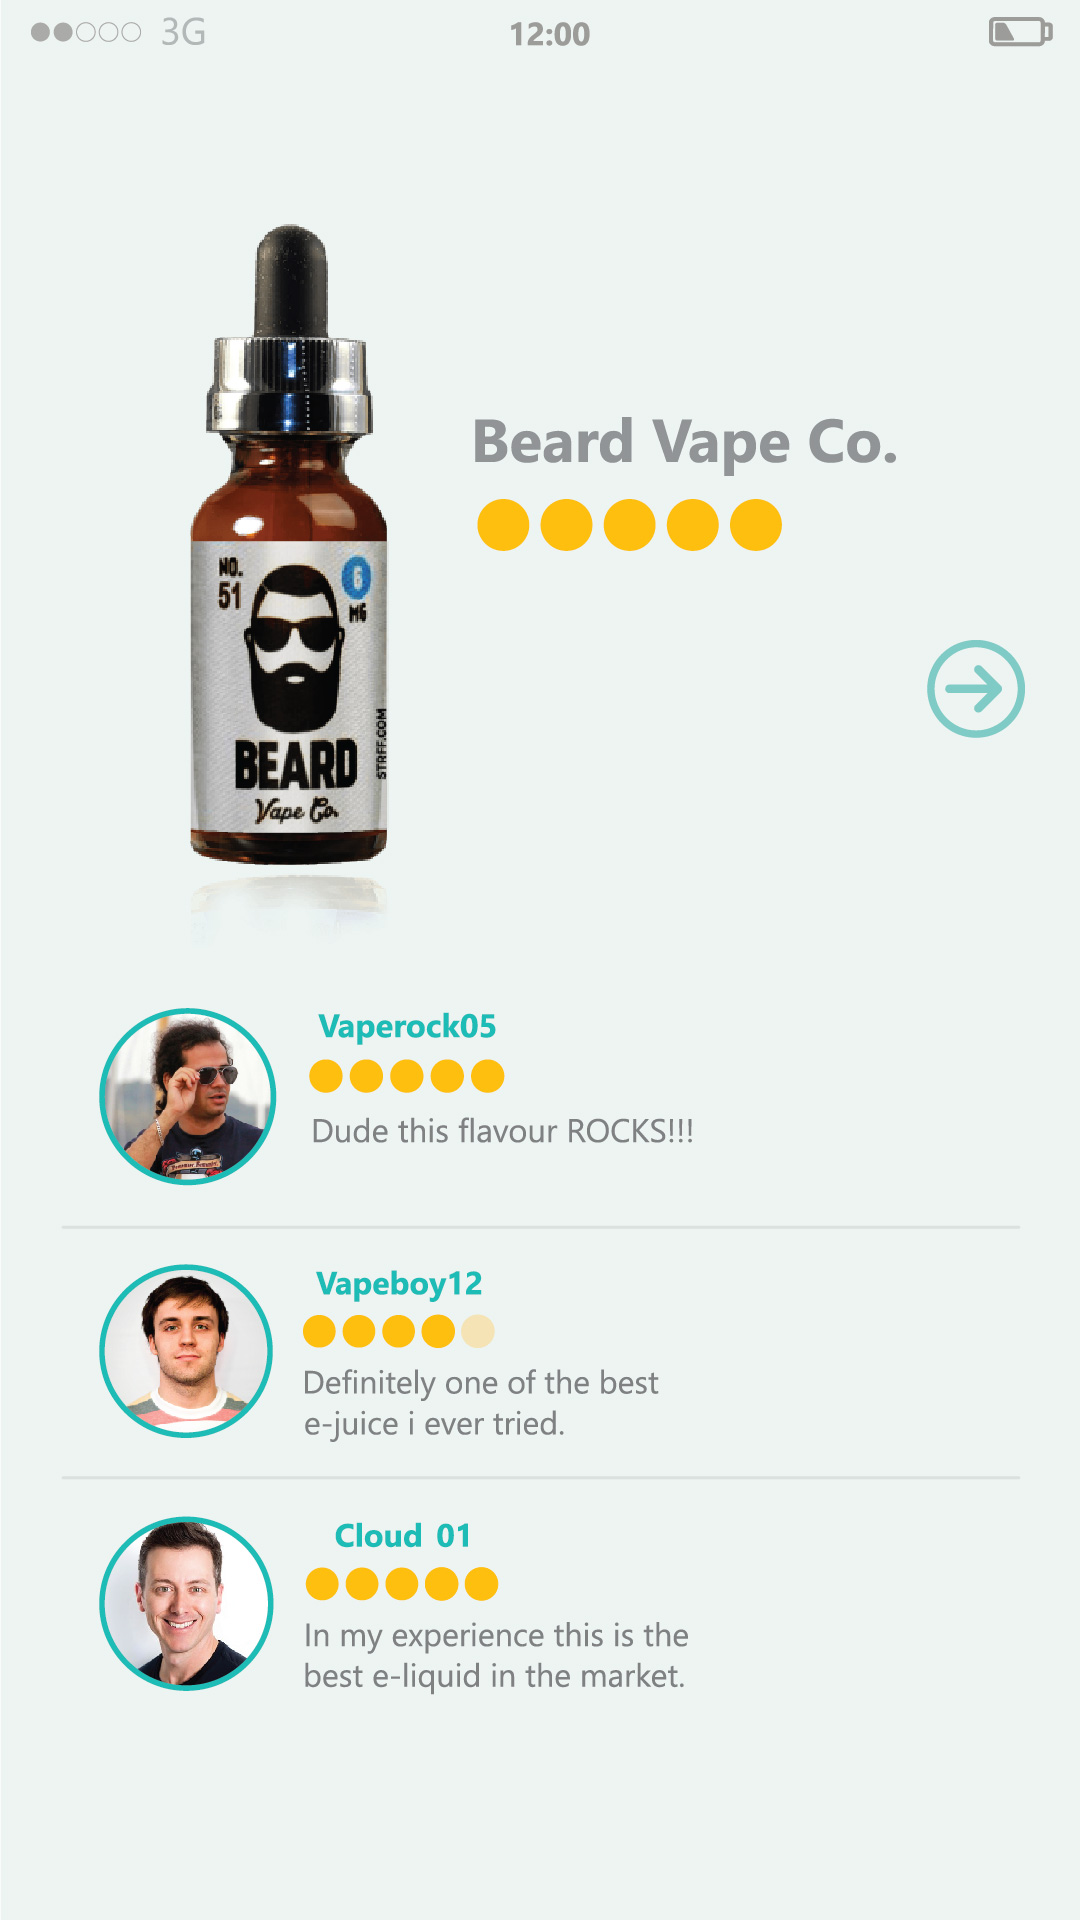 3G
12:00
Beard Vape Co.
NO.
51
6
MG
STRFF.COM
BEARD
Vape Co.
Vaperock05
Dude this flavour ROCKS!!!
Vapeboy12
Definitely one of the best
e-juice i ever tried.
Cloud 01
In my experience this is the
best e-liquid in the market.